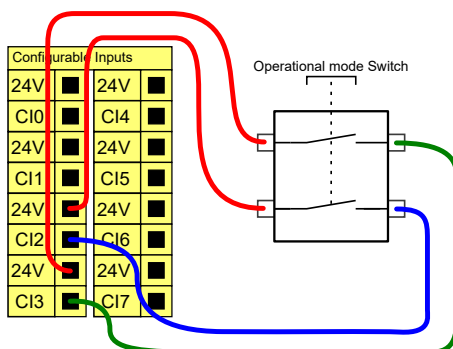 Configurable Inputs
24V 24V
CI0 CI4
24V 24V
CI1 CI5
24V 24V
CI2 CI6
24V 24V
CI3 CI7
Operational mode Switch